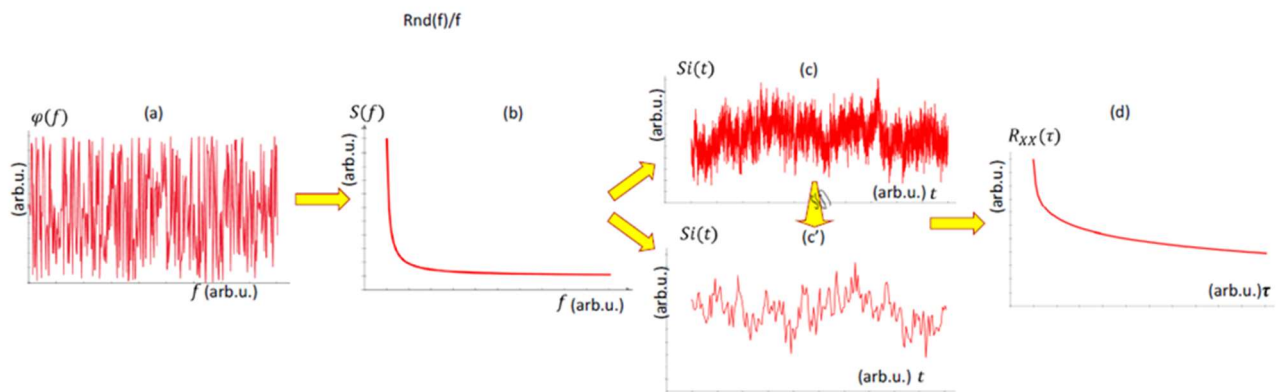 Rnd(f)/f
φ(f)
(a)
(arb.u.)
f (arb.u.)
S(f)
(b)
(arb.u.)
f (arb.u.)
Si(t)
(c)
(arb.u.)
(arb.u.) t
Si(t)
(c’)
(arb.u.)
(arb.u.) t
(d)
R_XX(τ)
(arb.u.)
(arb.u.)τ